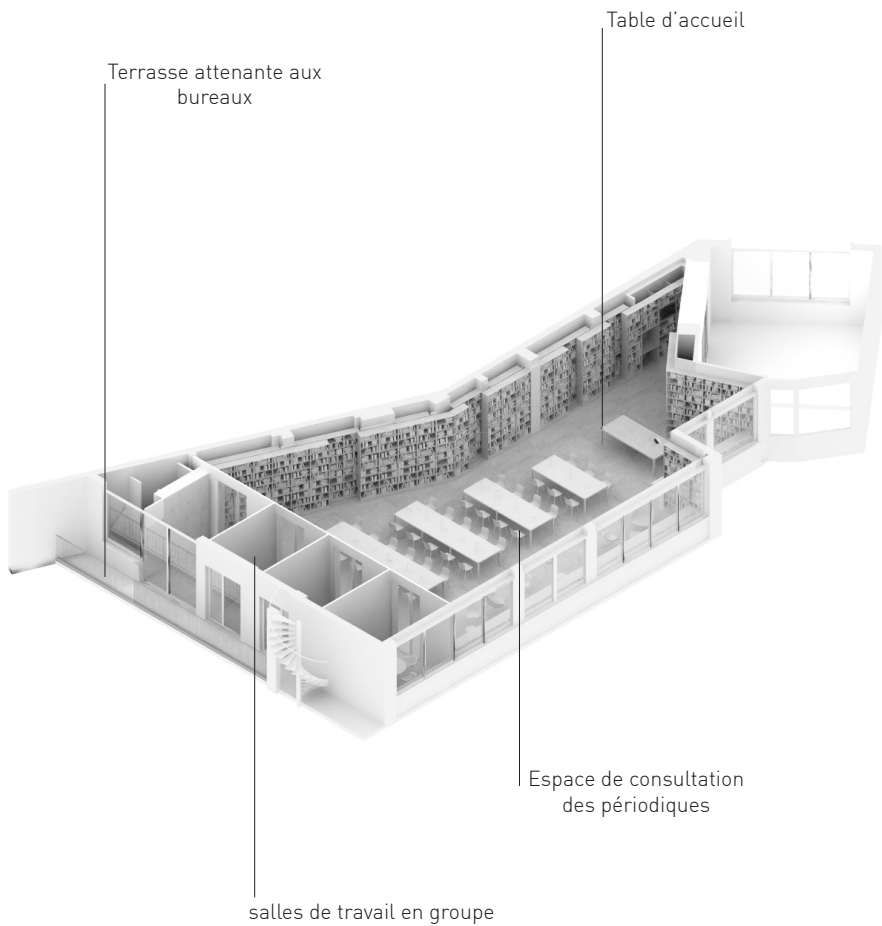 Table d'accueil
Terrasse attenante aux
bureaux
Espace de consultation
des périodiques
salles de travail en groupe